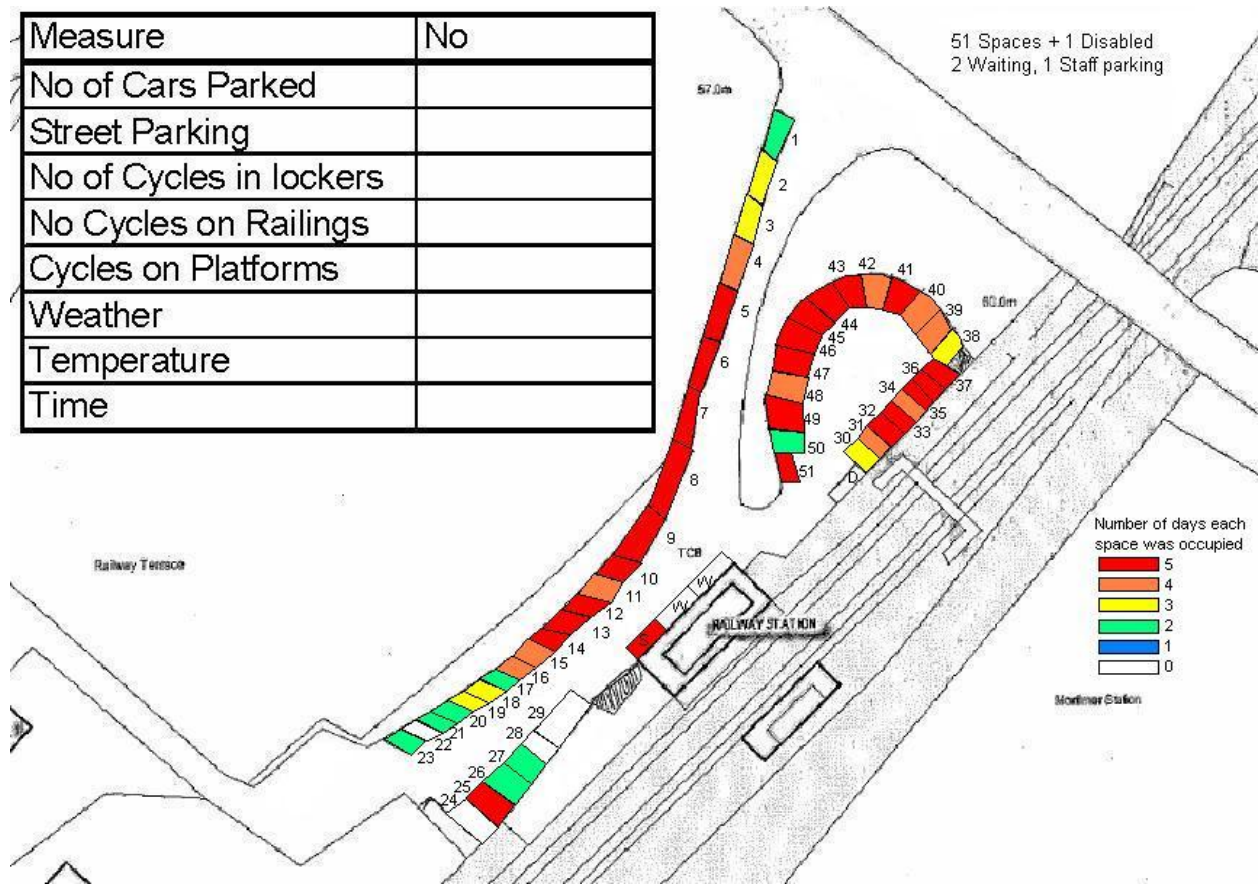 Measure No
No of Cars Parked
Street Parking
No of Cycles in lockers
No Cycles on Railings
Cycles on Platforms
Weather
Temperature
Time
51 Spaces + 1 Disabled
2 Waiting, 1 Staff parking
57.0m
1
2
3
4
5
6
7
8
9
10
11
12
13
14
15
16
17
18
19
20
21
22
23
24
25
26
27
28
29
43
42
41
40
39
38
44
45
46
47
48
49
50
51
60.0m
36
37
34
35
32
33
31
30
D
TCB
W
W
S
RAILWAY STATION
Railway Terrace
Mortimer Station
Number of days each
space was occupied
5
4
3
2
1
0